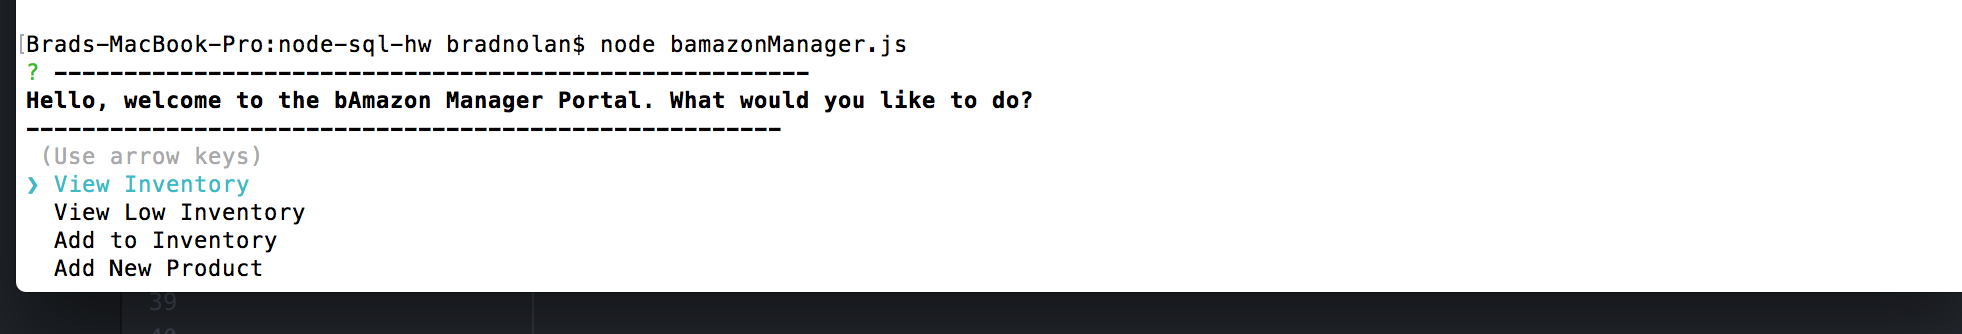 [Brads-MacBook-Pro:node-sql-hw bradnolan$ node bamazonManager.js
? ------------------------------------------------------
Hello, welcome to the bAmazon Manager Portal. What would you like to do?
------------------------------------------------------
(Use arrow keys)
❯ View Inventory
View Low Inventory
Add to Inventory
Add New Product
39